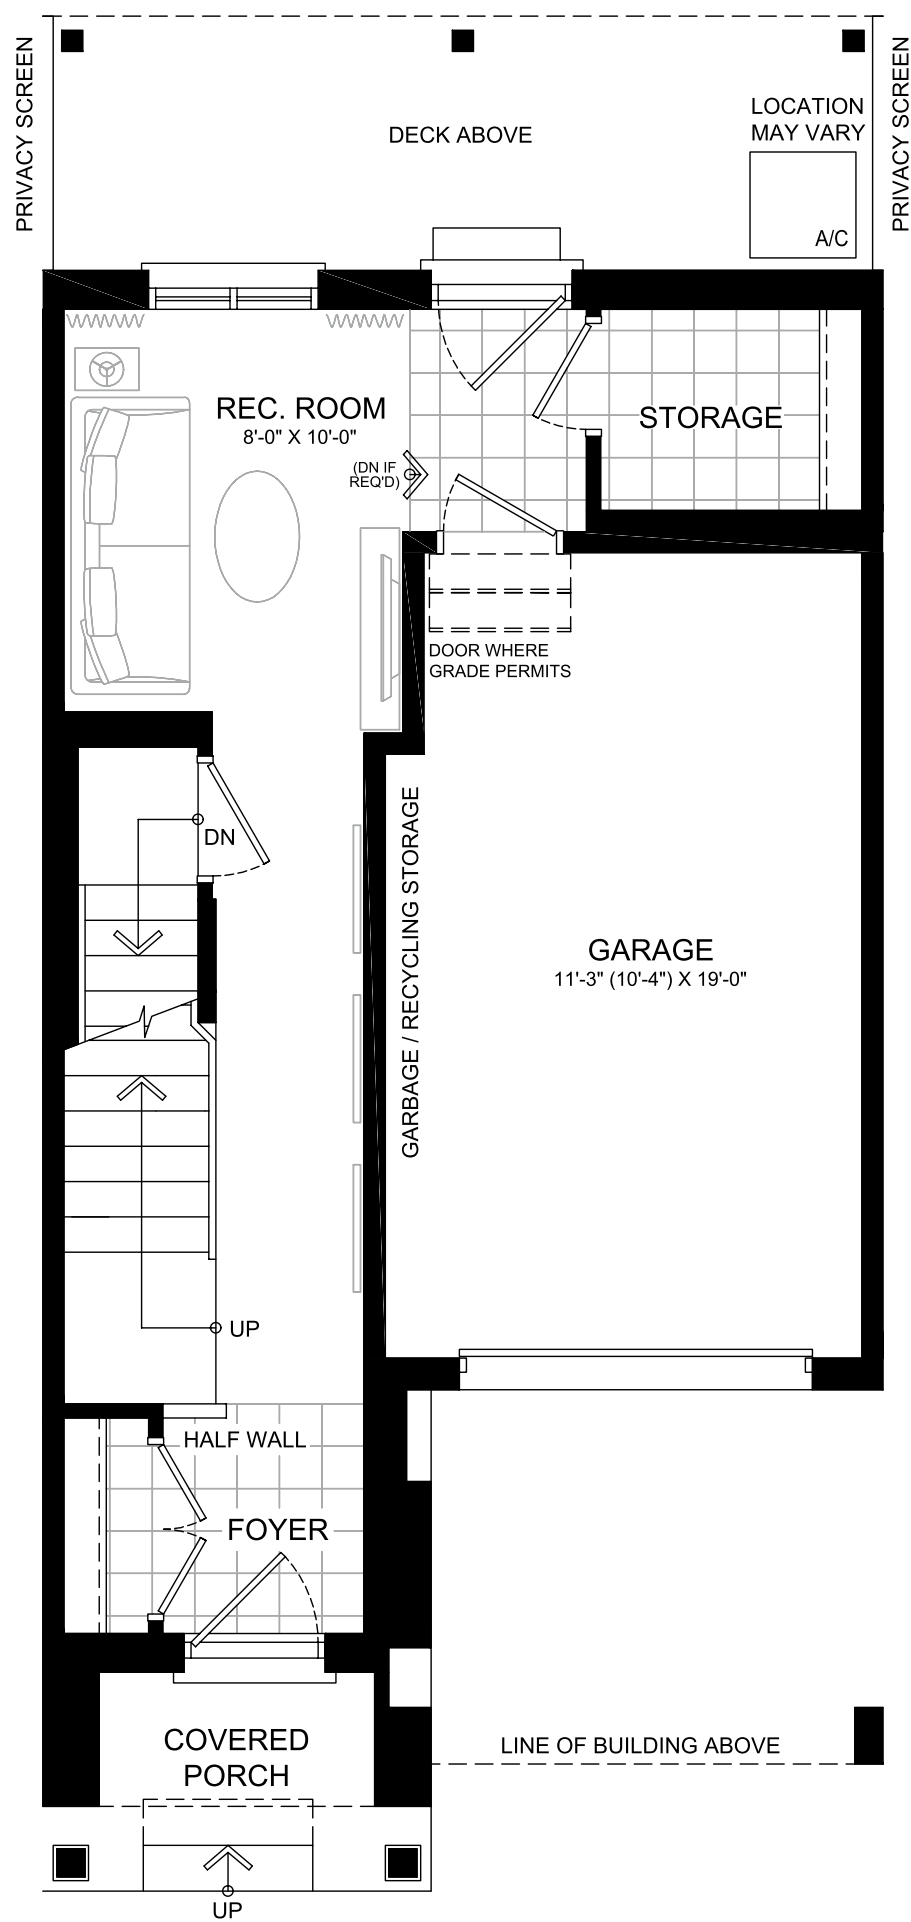 PRIVACY SCREEN
PRIVACY SCREEN
LOCATION
MAY VARY
DECK ABOVE
A/C
REC. ROOM
8'-0" X 10'-0"
STORAGE
(DN IF
REQ'D)
DOOR WHERE
GRADE PERMITS
DN
GARBAGE / RECYCLING STORAGE
GARAGE
11'-3" (10'-4") X 19'-0"
UP
HALF WALL
FOYER
COVERED
PORCH
LINE OF BUILDING ABOVE
UP